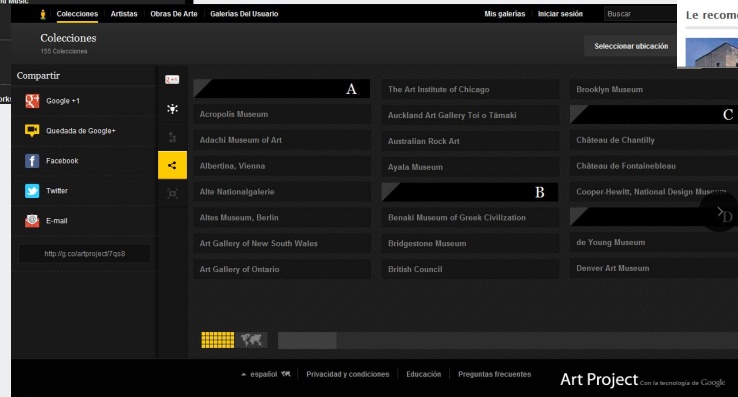 Music
Colecciones Artistas Obras De Arte Galerías Del Usuario Mis galerías Iniciar sesión Buscar
Le recom
Colecciones
155 Colecciones
Seleccionar ubicación
Compartir
Google +1
Quedada de Google+
Facebook
Twitter
E-mail
http://g.co/artproject/7qs8
A
Acropolis Museum
Adachi Museum of Art
Albertina, Vienna
Alte Nationalgalerie
Altes Museum, Berlin
Art Gallery of New South Wales
Art Gallery of Ontario
The Art Institute of Chicago
Auckland Art Gallery Toi o Tāmaki
Australian Rock Art
Ayala Museum
B
Benaki Museum of Greek Civilization
Bridgestone Museum
British Council
Brooklyn Museum
C
Château de Chantilly
Château de Fontainebleau
Cooper-Hewitt, National Design Museum
D
de Young Museum
Denver Art Museum
español Privacidad y condiciones Educación Preguntas frecuentes
Art Project Con la tecnología de Google